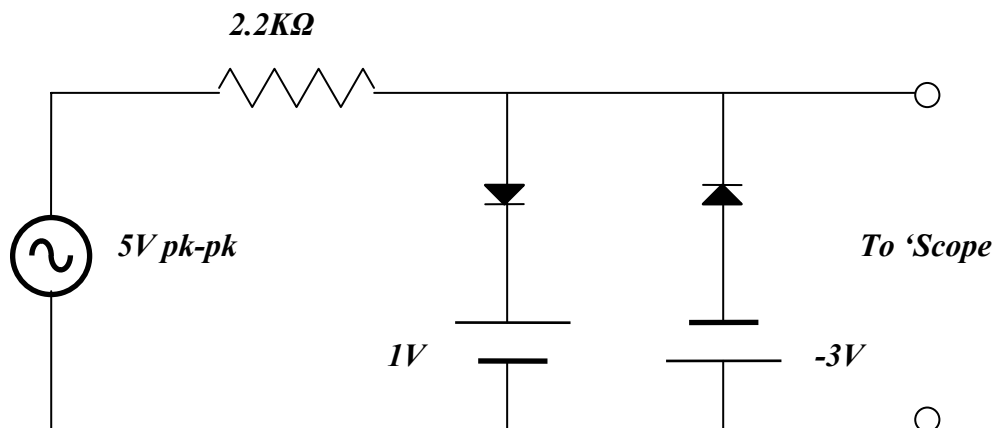 2.2KΩ
5V pk-pk
To ‘Scope
1V
-3V